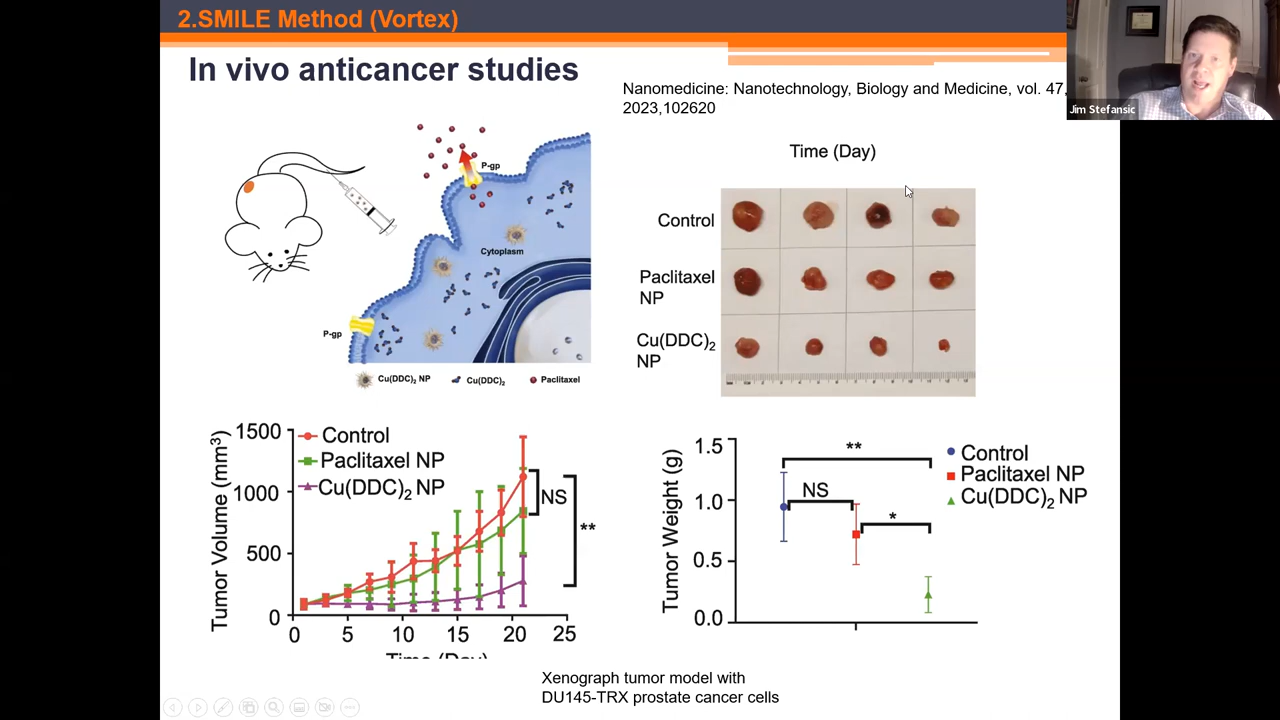 2.SMILE Method (Vortex)
In vivo anticancer studies
Nanomedicine: Nanotechnology, Biology and Medicine, vol. 47,
2023,102620
Jim Stefansic
P-gp
Cytoplasm
P-gp
Cu(DDC)₂ NP
Cu(DDC)₂
Paclitaxel
Time (Day)
Control
Paclitaxel
NP
Cu(DDC)₂
NP
Tumor Volume (mm³)
1500
1000
500
0
0 5 10 15 20 25
Time (Day)
Control
Paclitaxel NP
Cu(DDC)₂ NP
NS
**
Tumor Weight (g)
1.5
1.0
0.5
0.0
**
NS
*
Control
Paclitaxel NP
Cu(DDC)₂ NP
Xenograph tumor model with
DU145-TRX prostate cancer cells